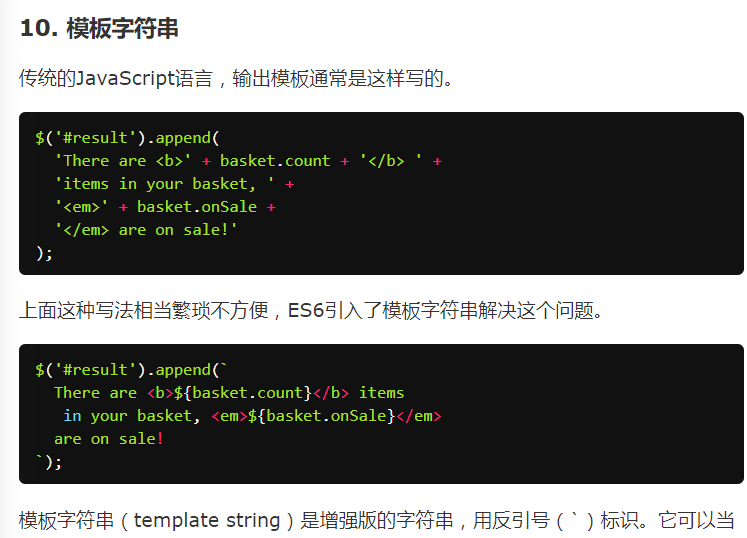 10. 模板字符串
传统的JavaScript语言，输出模板通常是这样写的。
$('#result').append(
  'There are <b>' + basket.count + '</b> ' +
  'items in your basket, ' +
  '<em>' + basket.onSale +
  '</em> are on sale!'
);
上面这种写法相当繁琐不方便，ES6引入了模板字符串解决这个问题。
$('#result').append(`
  There are <b>${basket.count}</b> items
   in your basket, <em>${basket.onSale}</em>
  are on sale!
`);
模板字符串（template string）是增强版的字符串，用反引号（`）标识。它可以当